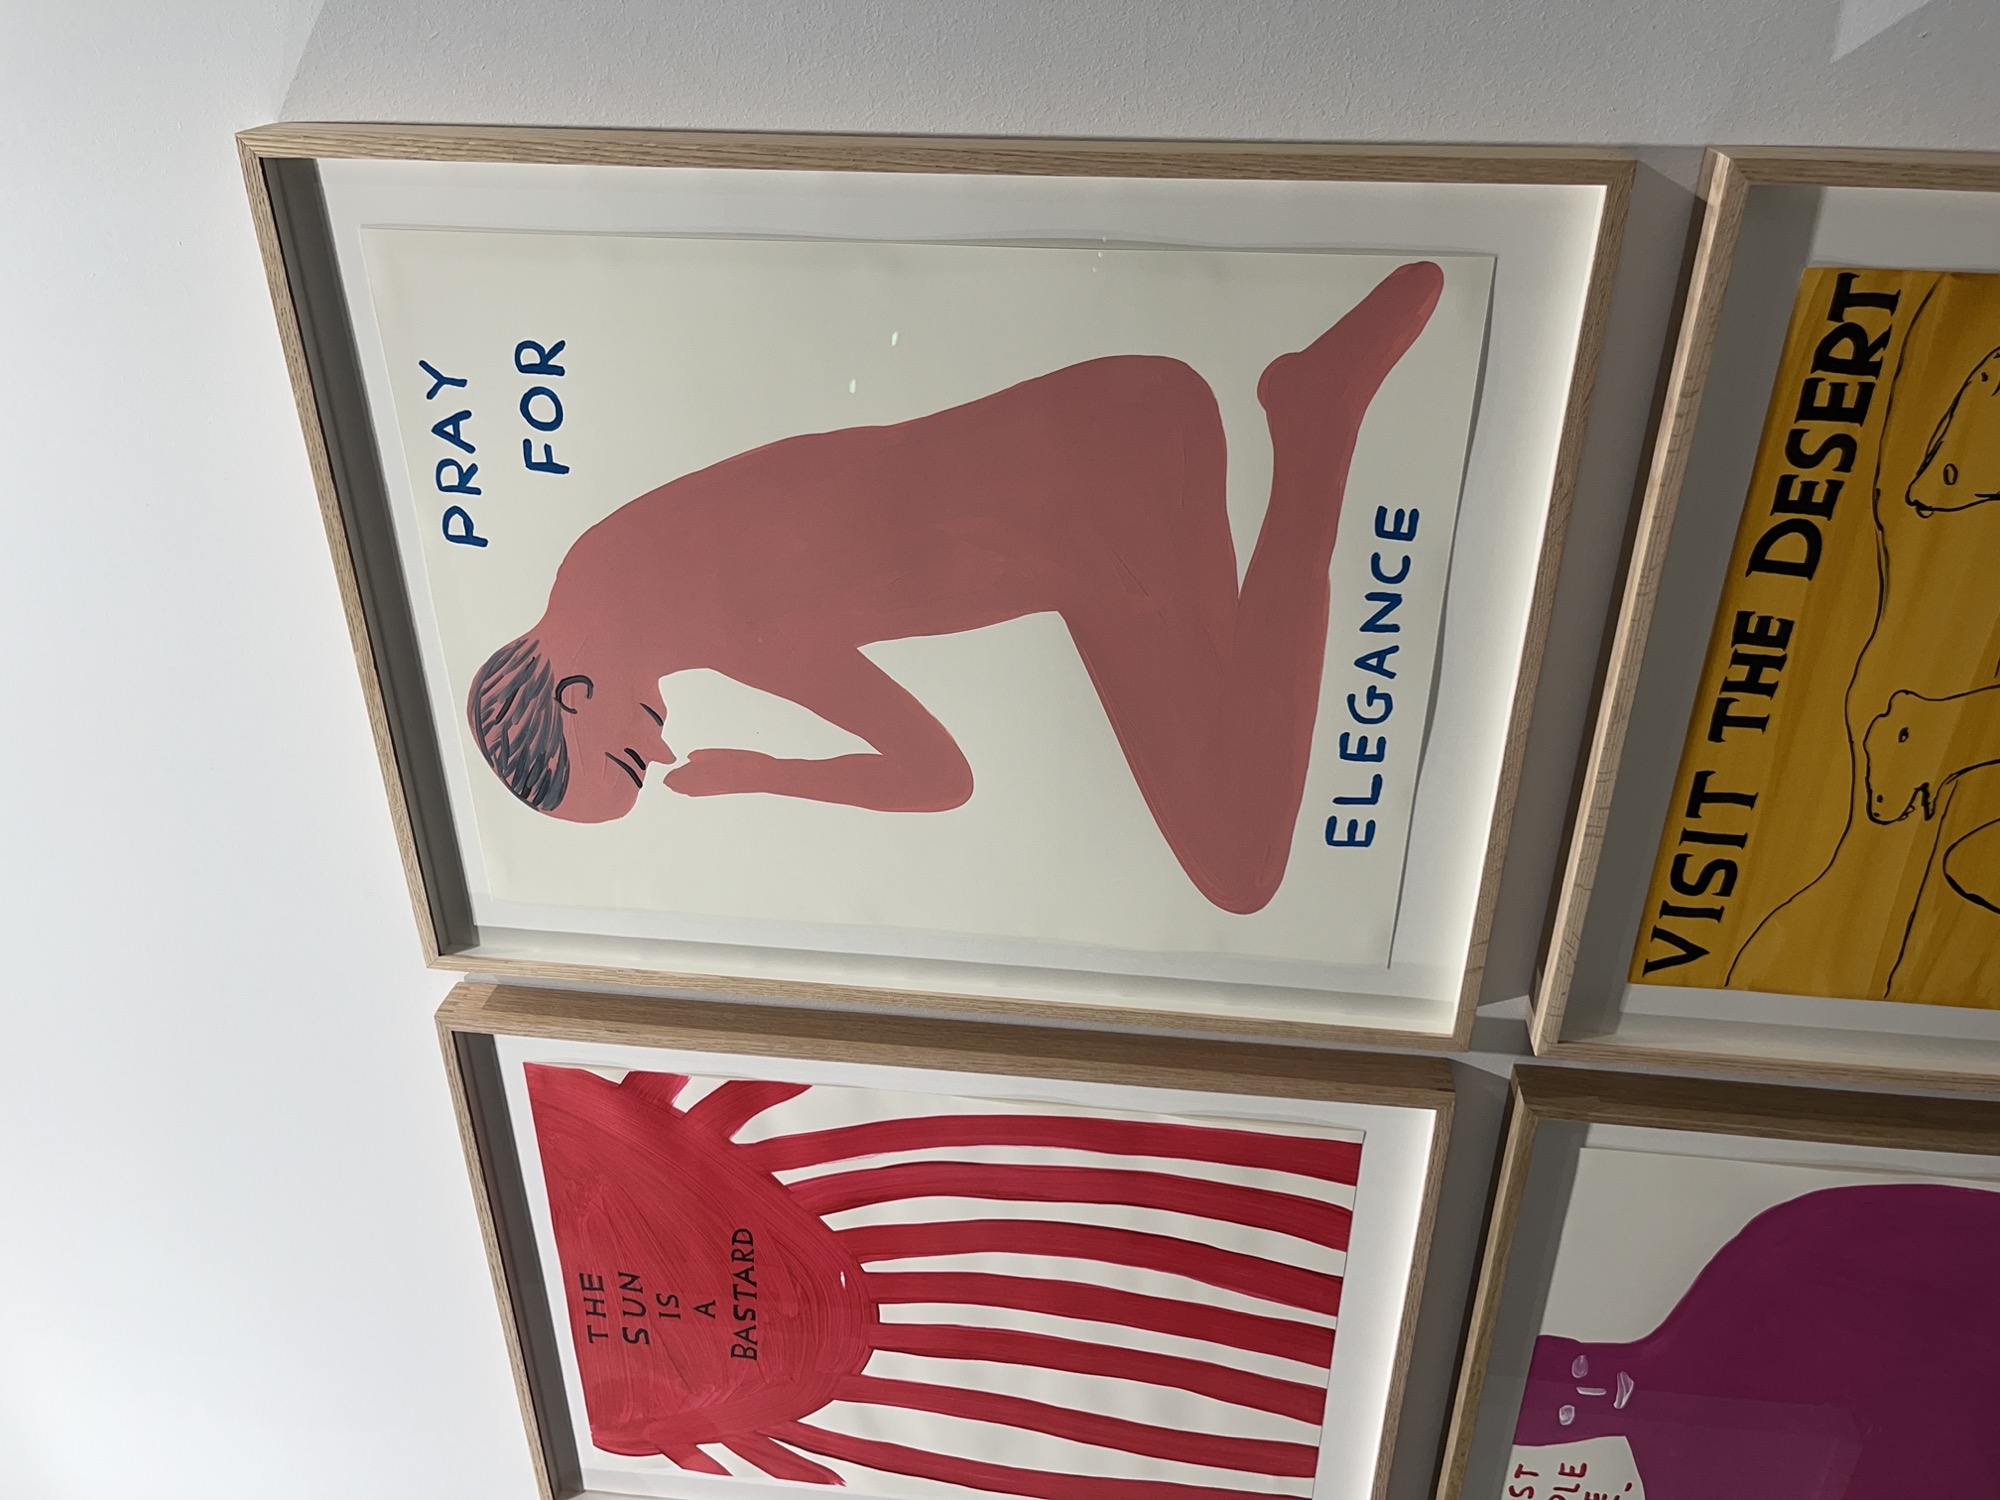 THE
SUN
IS
A
BASTARD
PRAY
FOR
ELEGANCE
VISIT THE DESERT